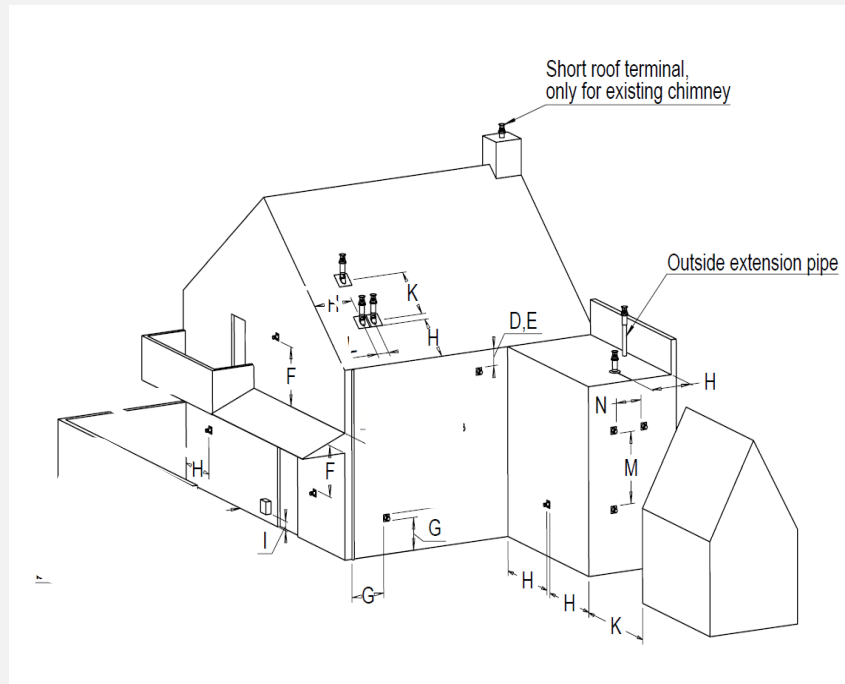 Short roof terminal,
only for existing chimney
Outside extension pipe
K
H
D,E
H
F
H
N
F
M
H
G
I
G
H
H
K